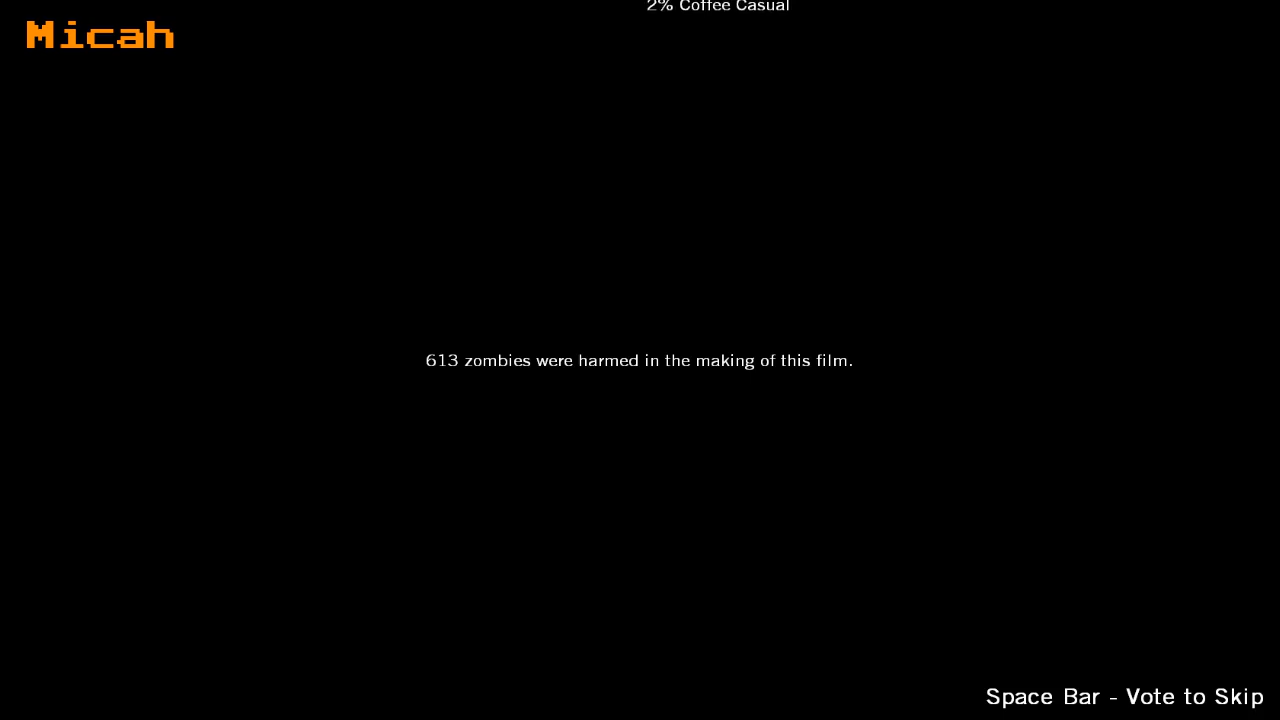 2% Coffee Casual
Micah
613 zombies were harmed in the making of this film.
Space Bar - Vote to Skip